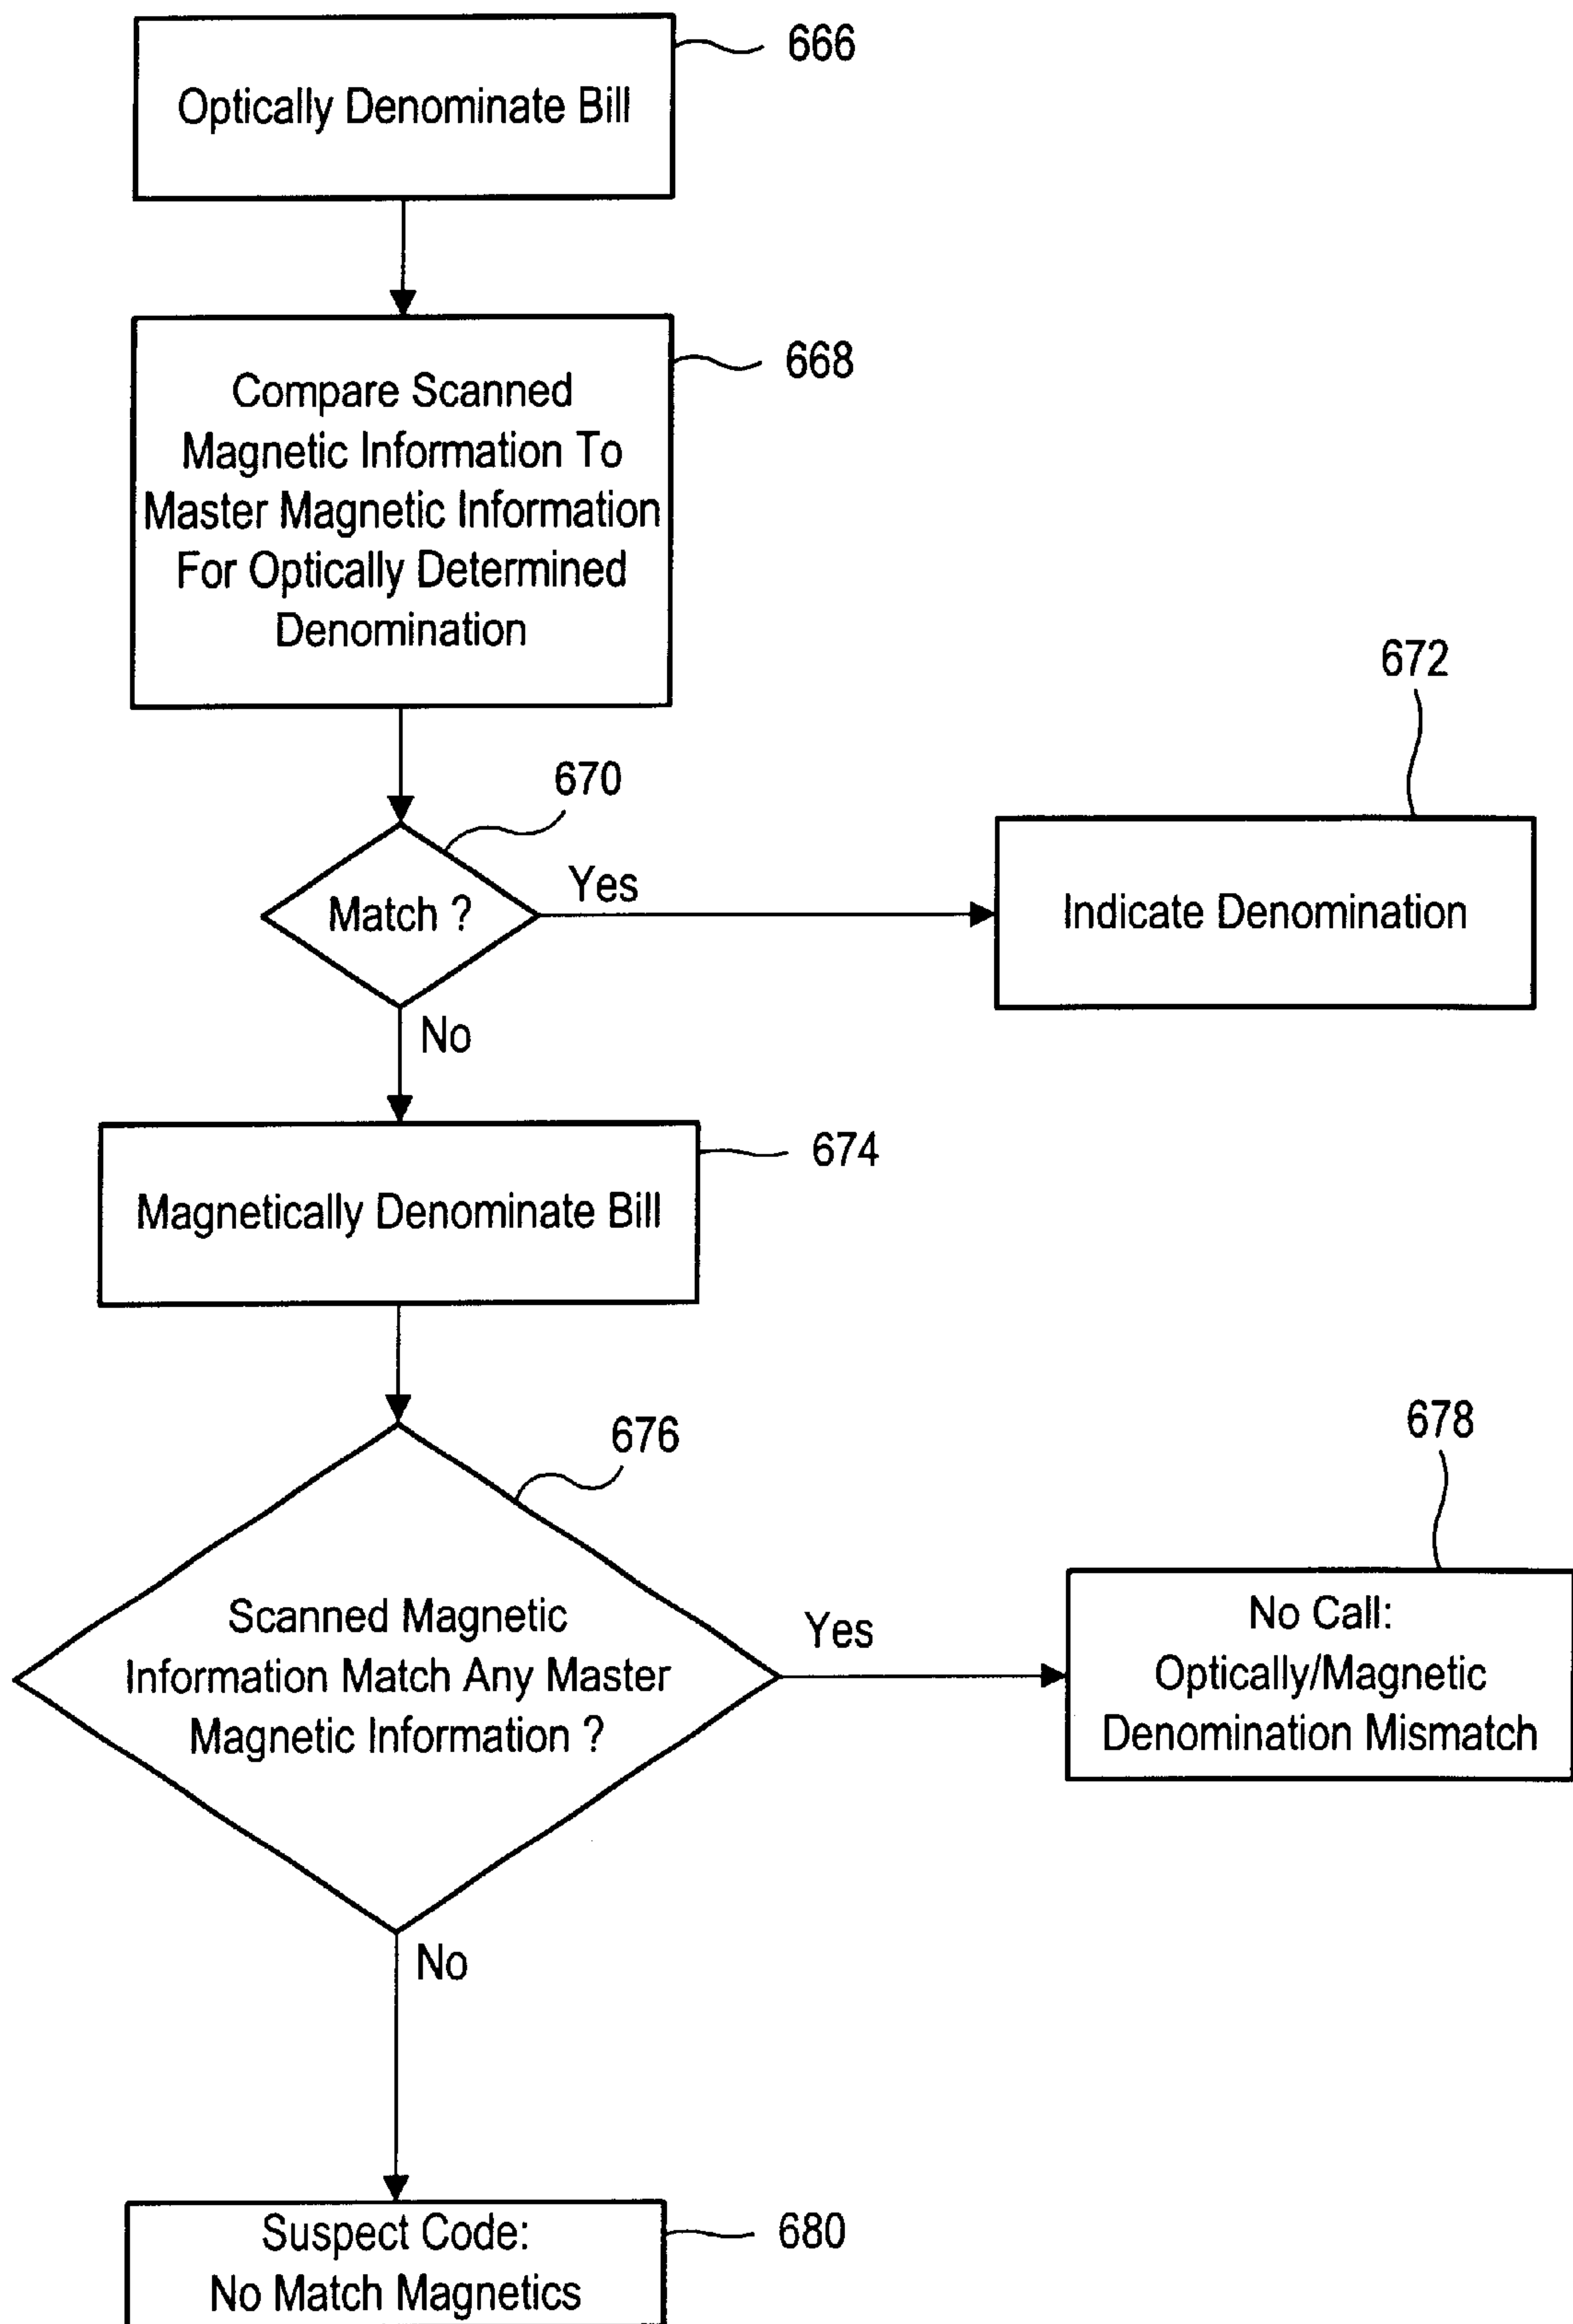 666
Optically Denominate Bill
668
Compare Scanned
Magnetic Information To
Master Magnetic Information
For Optically Determined
Denomination
672
670
Match ?
Yes
Indicate Denomination
No
674
Magnetically Denominate Bill
676
678
Scanned Magnetic
Information Match Any Master
Magnetic Information ?
Yes
No Call:
Optically/Magnetic
Denomination Mismatch
No
Suspect Code:
No Match Magnetics
680